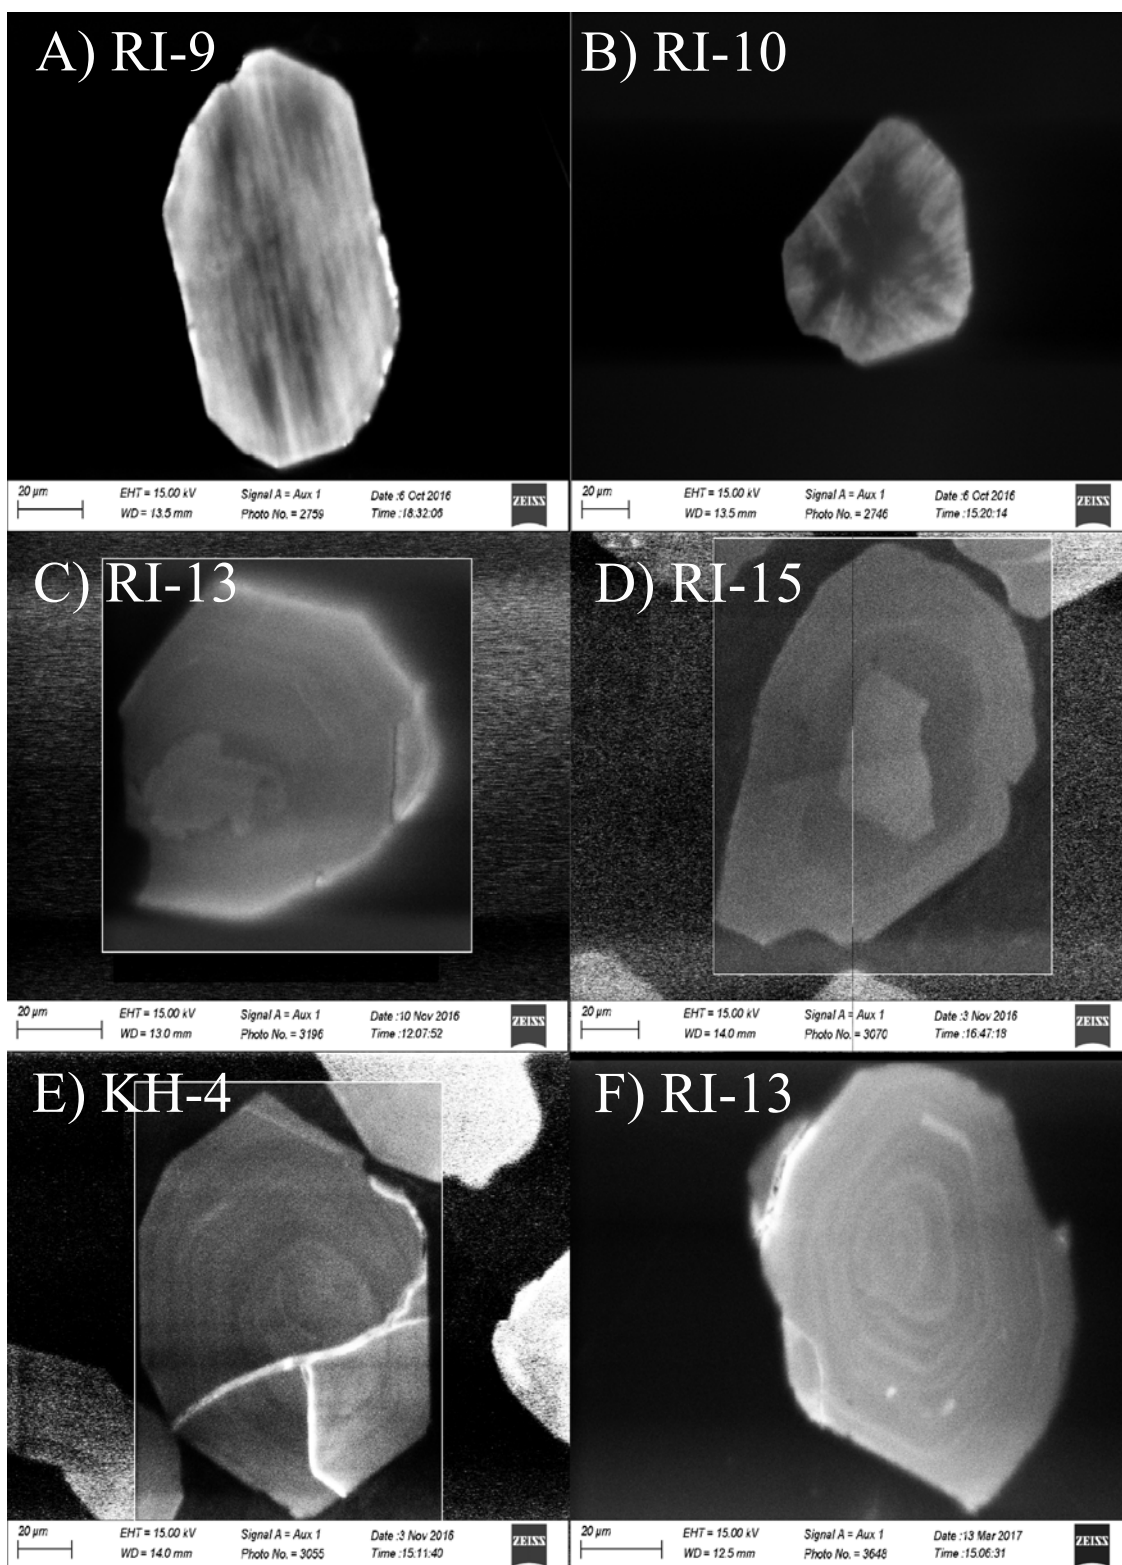 A) RI-9
20 µm
EHT = 15.00 kV
WD = 13.5 mm
Signal A = Aux 1
Photo No. = 2759
Date :6 Oct 2016
Time :18:32:06
ZEISS
B) RI-10
20 µm
EHT = 15.00 kV
WD = 13.5 mm
Signal A = Aux 1
Photo No. = 2746
Date :6 Oct 2016
Time :15:20:14
ZEISS
C) RI-13
20 µm
EHT = 15.00 kV
WD = 13.0 mm
Signal A = Aux 1
Photo No. = 3196
Date :10 Nov 2016
Time :12:07:52
ZEISS
D) RI-15
20 µm
EHT = 15.00 kV
WD = 14.0 mm
Signal A = Aux 1
Photo No. = 3070
Date :3 Nov 2016
Time :16:47:18
ZEISS
E) KH-4
20 µm
EHT = 15.00 kV
WD = 14.0 mm
Signal A = Aux 1
Photo No. = 3055
Date :3 Nov 2016
Time :15:11:40
ZEISS
F) RI-13
20 µm
EHT = 15.00 kV
WD = 12.5 mm
Signal A = Aux 1
Photo No. = 3648
Date :13 Mar 2017
Time :15:06:31
ZEISS